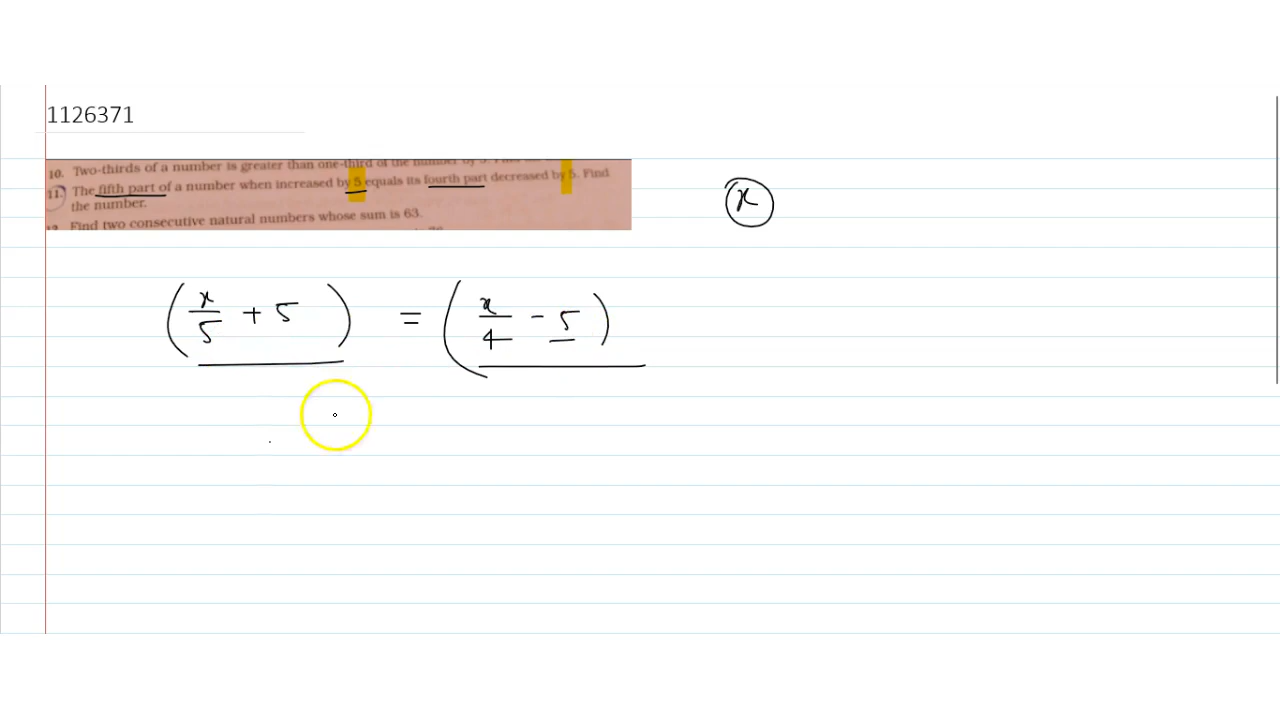 1126371
10. Two-thirds of a number is greater than one-third of the number by
11. The fifth part of a number when increased by 5 equals its fourth part decreased by 5. Find
the number.
Find two consecutive natural numbers whose sum is 63.
x
(x/5 + 5) = (x/4 - 5)